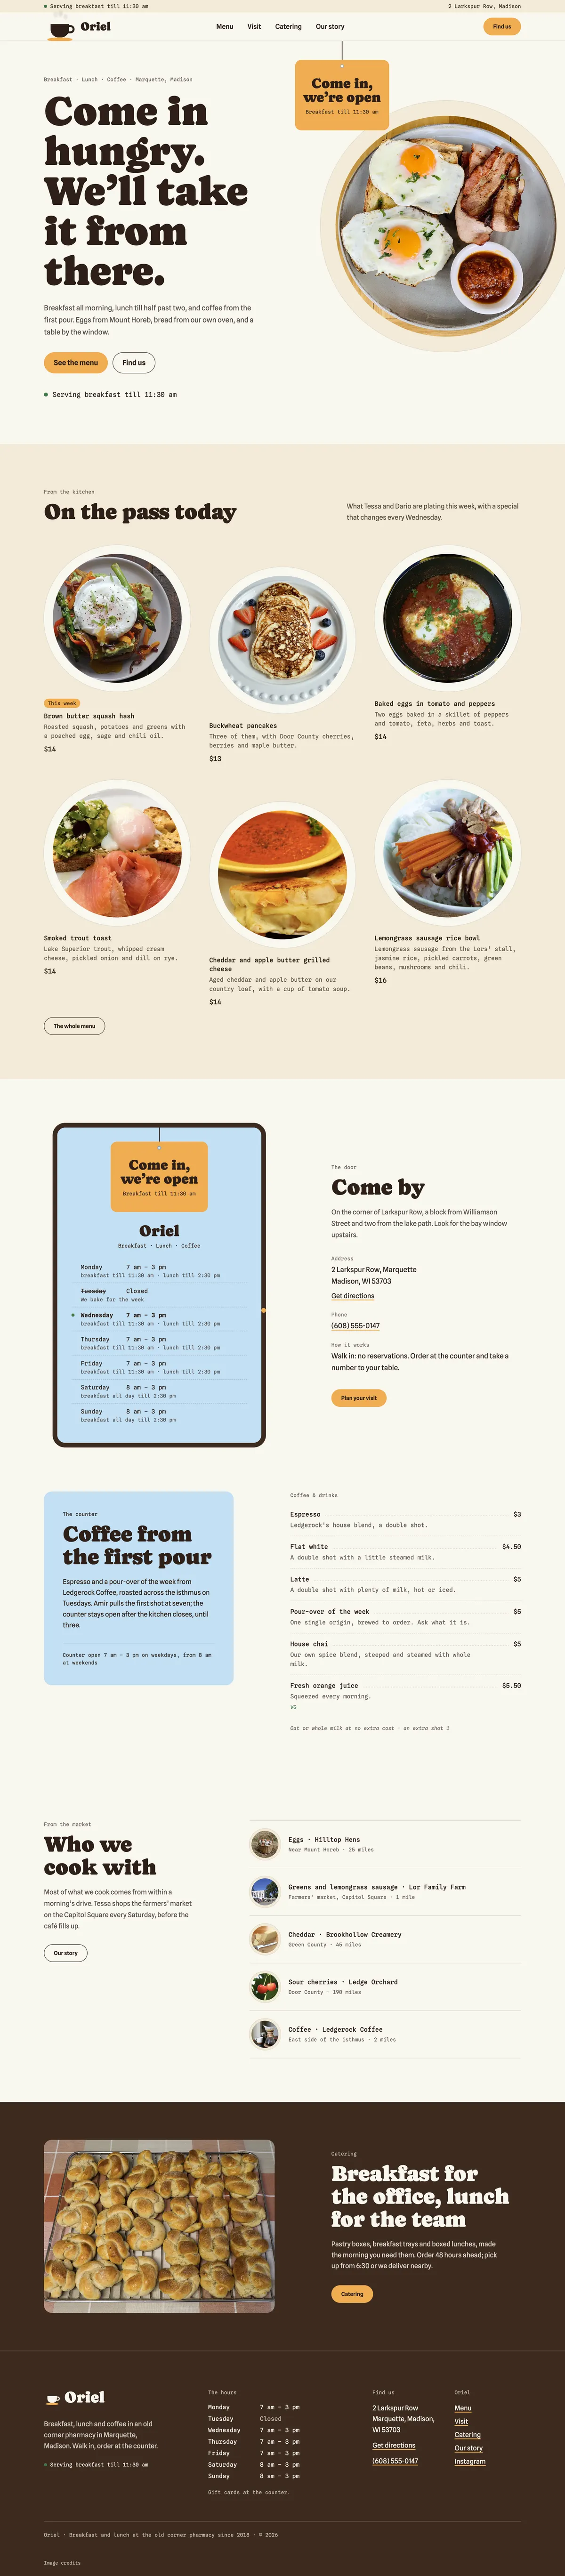 Serving breakfast till 11:30 am
2 Larkspur Row, Madison
Oriel
Menu
Visit
Catering
Our story
Find us
Breakfast · Lunch · Coffee · Marquette, Madison
Come in
hungry.
We’ll take
it from
there.
Come in,
we’re open
Breakfast till 11:30 am
Breakfast all morning, lunch till half past two, and coffee from the
first pour. Eggs from Mount Horeb, bread from our own oven, and a
table by the window.
See the menu
Find us
Serving breakfast till 11:30 am
From the kitchen
On the pass today
What Tessa and Dario are plating this week, with a special
that changes every Wednesday.
This week
Brown butter squash hash
Roasted squash, potatoes and greens with
a poached egg, sage and chili oil.
$14
Buckwheat pancakes
Three of them, with Door County cherries,
berries and maple butter.
$13
Baked eggs in tomato and peppers
Two eggs baked in a skillet of peppers
and tomato, feta, herbs and toast.
$14
Smoked trout toast
Lake Superior trout, whipped cream
cheese, pickled onion and dill on rye.
$14
Cheddar and apple butter grilled
cheese
Aged cheddar and apple butter on our
country loaf, with a cup of tomato soup.
$14
Lemongrass sausage rice bowl
Lemongrass sausage from the Lors' stall,
jasmine rice, pickled carrots, green
beans, mushrooms and chili.
$16
The whole menu
Come in,
we’re open
Breakfast till 11:30 am
Oriel
Breakfast · Lunch · Coffee
Monday 7 am – 3 pm
breakfast till 11:30 am · lunch till 2:30 pm
Tuesday Closed
We bake for the week
Wednesday 7 am – 3 pm
breakfast till 11:30 am · lunch till 2:30 pm
Thursday 7 am – 3 pm
breakfast till 11:30 am · lunch till 2:30 pm
Friday 7 am – 3 pm
breakfast till 11:30 am · lunch till 2:30 pm
Saturday 8 am – 3 pm
breakfast all day till 2:30 pm
Sunday 8 am – 3 pm
breakfast all day till 2:30 pm
The door
Come by
On the corner of Larkspur Row, a block from Williamson
Street and two from the lake path. Look for the bay window
upstairs.
Address
2 Larkspur Row, Marquette
Madison, WI 53703
Get directions
Phone
(608) 555-0147
How it works
Walk in: no reservations. Order at the counter and take a
number to your table.
Plan your visit
The counter
Coffee from
the first pour
Espresso and a pour-over of the week from
Ledgerock Coffee, roasted across the isthmus on
Tuesdays. Amir pulls the first shot at seven; the
counter stays open after the kitchen closes, until
three.
Counter open 7 am – 3 pm on weekdays, from 8 am
at weekends
Coffee & drinks
Espresso $3
Ledgerock's house blend, a double shot.
Flat white $4.50
A double shot with a little steamed milk.
Latte $5
A double shot with plenty of milk, hot or iced.
Pour-over of the week $5
One single origin, brewed to order. Ask what it is.
House chai $5
Our own spice blend, steeped and steamed with whole
milk.
Fresh orange juice $5.50
Squeezed every morning.
VG
Oat or whole milk at no extra cost · an extra shot 1
From the market
Who we
cook with
Most of what we cook comes from within a
morning’s drive. Tessa shops the farmers’ market
on the Capitol Square every Saturday, before the
café fills up.
Our story
Eggs · Hilltop Hens
Near Mount Horeb · 25 miles
Greens and lemongrass sausage · Lor Family Farm
Farmers' market, Capitol Square · 1 mile
Cheddar · Brookhollow Creamery
Green County · 45 miles
Sour cherries · Ledge Orchard
Door County · 190 miles
Coffee · Ledgerock Coffee
East side of the isthmus · 2 miles
Catering
Breakfast for
the office, lunch
for the team
Pastry boxes, breakfast trays and boxed lunches, made
the morning you need them. Order 48 hours ahead; pick
up from 6:30 or we deliver nearby.
Catering
Oriel
Breakfast, lunch and coffee in an old
corner pharmacy in Marquette,
Madison. Walk in, order at the counter.
Serving breakfast till 11:30 am
The hours
Monday 7 am – 3 pm
Tuesday Closed
Wednesday 7 am – 3 pm
Thursday 7 am – 3 pm
Friday 7 am – 3 pm
Saturday 8 am – 3 pm
Sunday 8 am – 3 pm
Gift cards at the counter.
Find us
2 Larkspur Row
Marquette, Madison,
WI 53703
Get directions
(608) 555-0147
Oriel
Menu
Visit
Catering
Our story
Instagram
Oriel · Breakfast and lunch at the old corner pharmacy since 2018 · © 2026
Image credits